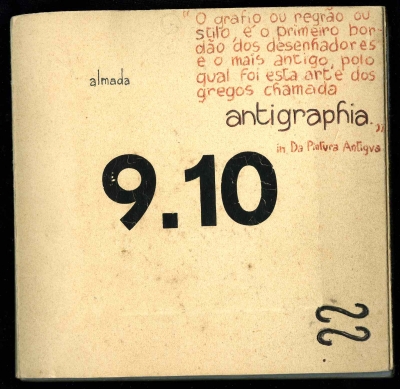 "O grafio ou regrão ou
stilo, é o primeiro bor-
dão dos desenhadores
e o mais antigo, polo
qual foi esta arte dos
gregos chamada
antigraphia."
in Da Pintura Antigua
almada
9.10
22